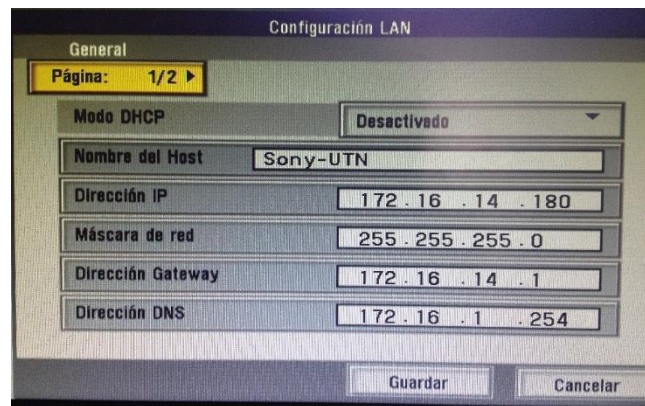 Configuración LAN
General
Página: 1/2
Modo DHCP Desactivado
Nombre del Host Sony-UTN
Dirección IP 172.16.14.180
Máscara de red 255.255.255.0
Dirección Gateway 172.16.14.1
Dirección DNS 172.16.1.254
Guardar Cancelar